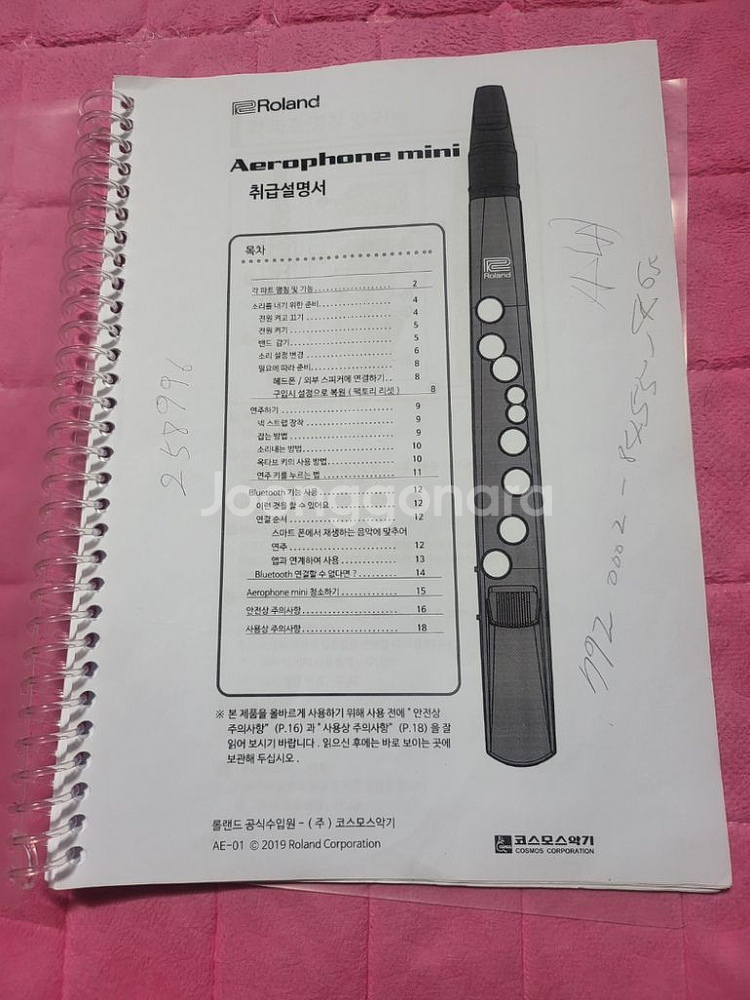 Roland
Aerophone mini
취급설명서
목차
각 파트 명칭 및 기능 2
소리를 내기 위한 준비 4
전원 켜고 끄기 4
전원 켜기 5
밴드 감기 5
소리 설정 변경 6
필요에 따라 준비 8
헤드폰 / 외부 스피커에 연결하기 8
구입시 설정으로 복원 ( 팩토리 리셋 ) 8
연주하기 9
넥 스트랩 장착 9
잡는 방법 9
소리내는 방법 10
옥타브 키의 사용 방법 10
연주 키를 누르는 법 11
Bluetooth 기능 사용 12
이런 것을 할 수 있어요 12
연결 순서 12
스마트 폰에서 재생하는 음악에 맞추어
연주 12
앱과 연계하여 사용 13
Bluetooth 연결할 수 없다면 ? 14
Aerophone mini 청소하기 15
안전상 주의사항 16
사용상 주의사항 18
※ 본 제품을 올바르게 사용하기 위해 사용 전에 " 안전상
주의사항" (P.16) 과 " 사용상 주의사항" (P.18) 을 잘
읽어 보시기 바랍니다 . 읽으신 후에는 바로 보이는 곳에
보관해 두십시오 .
롤랜드 공식수입원 - ( 주 ) 코스모스악기
AE-01 © 2019 Roland Corporation
코스모스악기
COSMOS CORPORATION
Roland
258996
Joonggonara